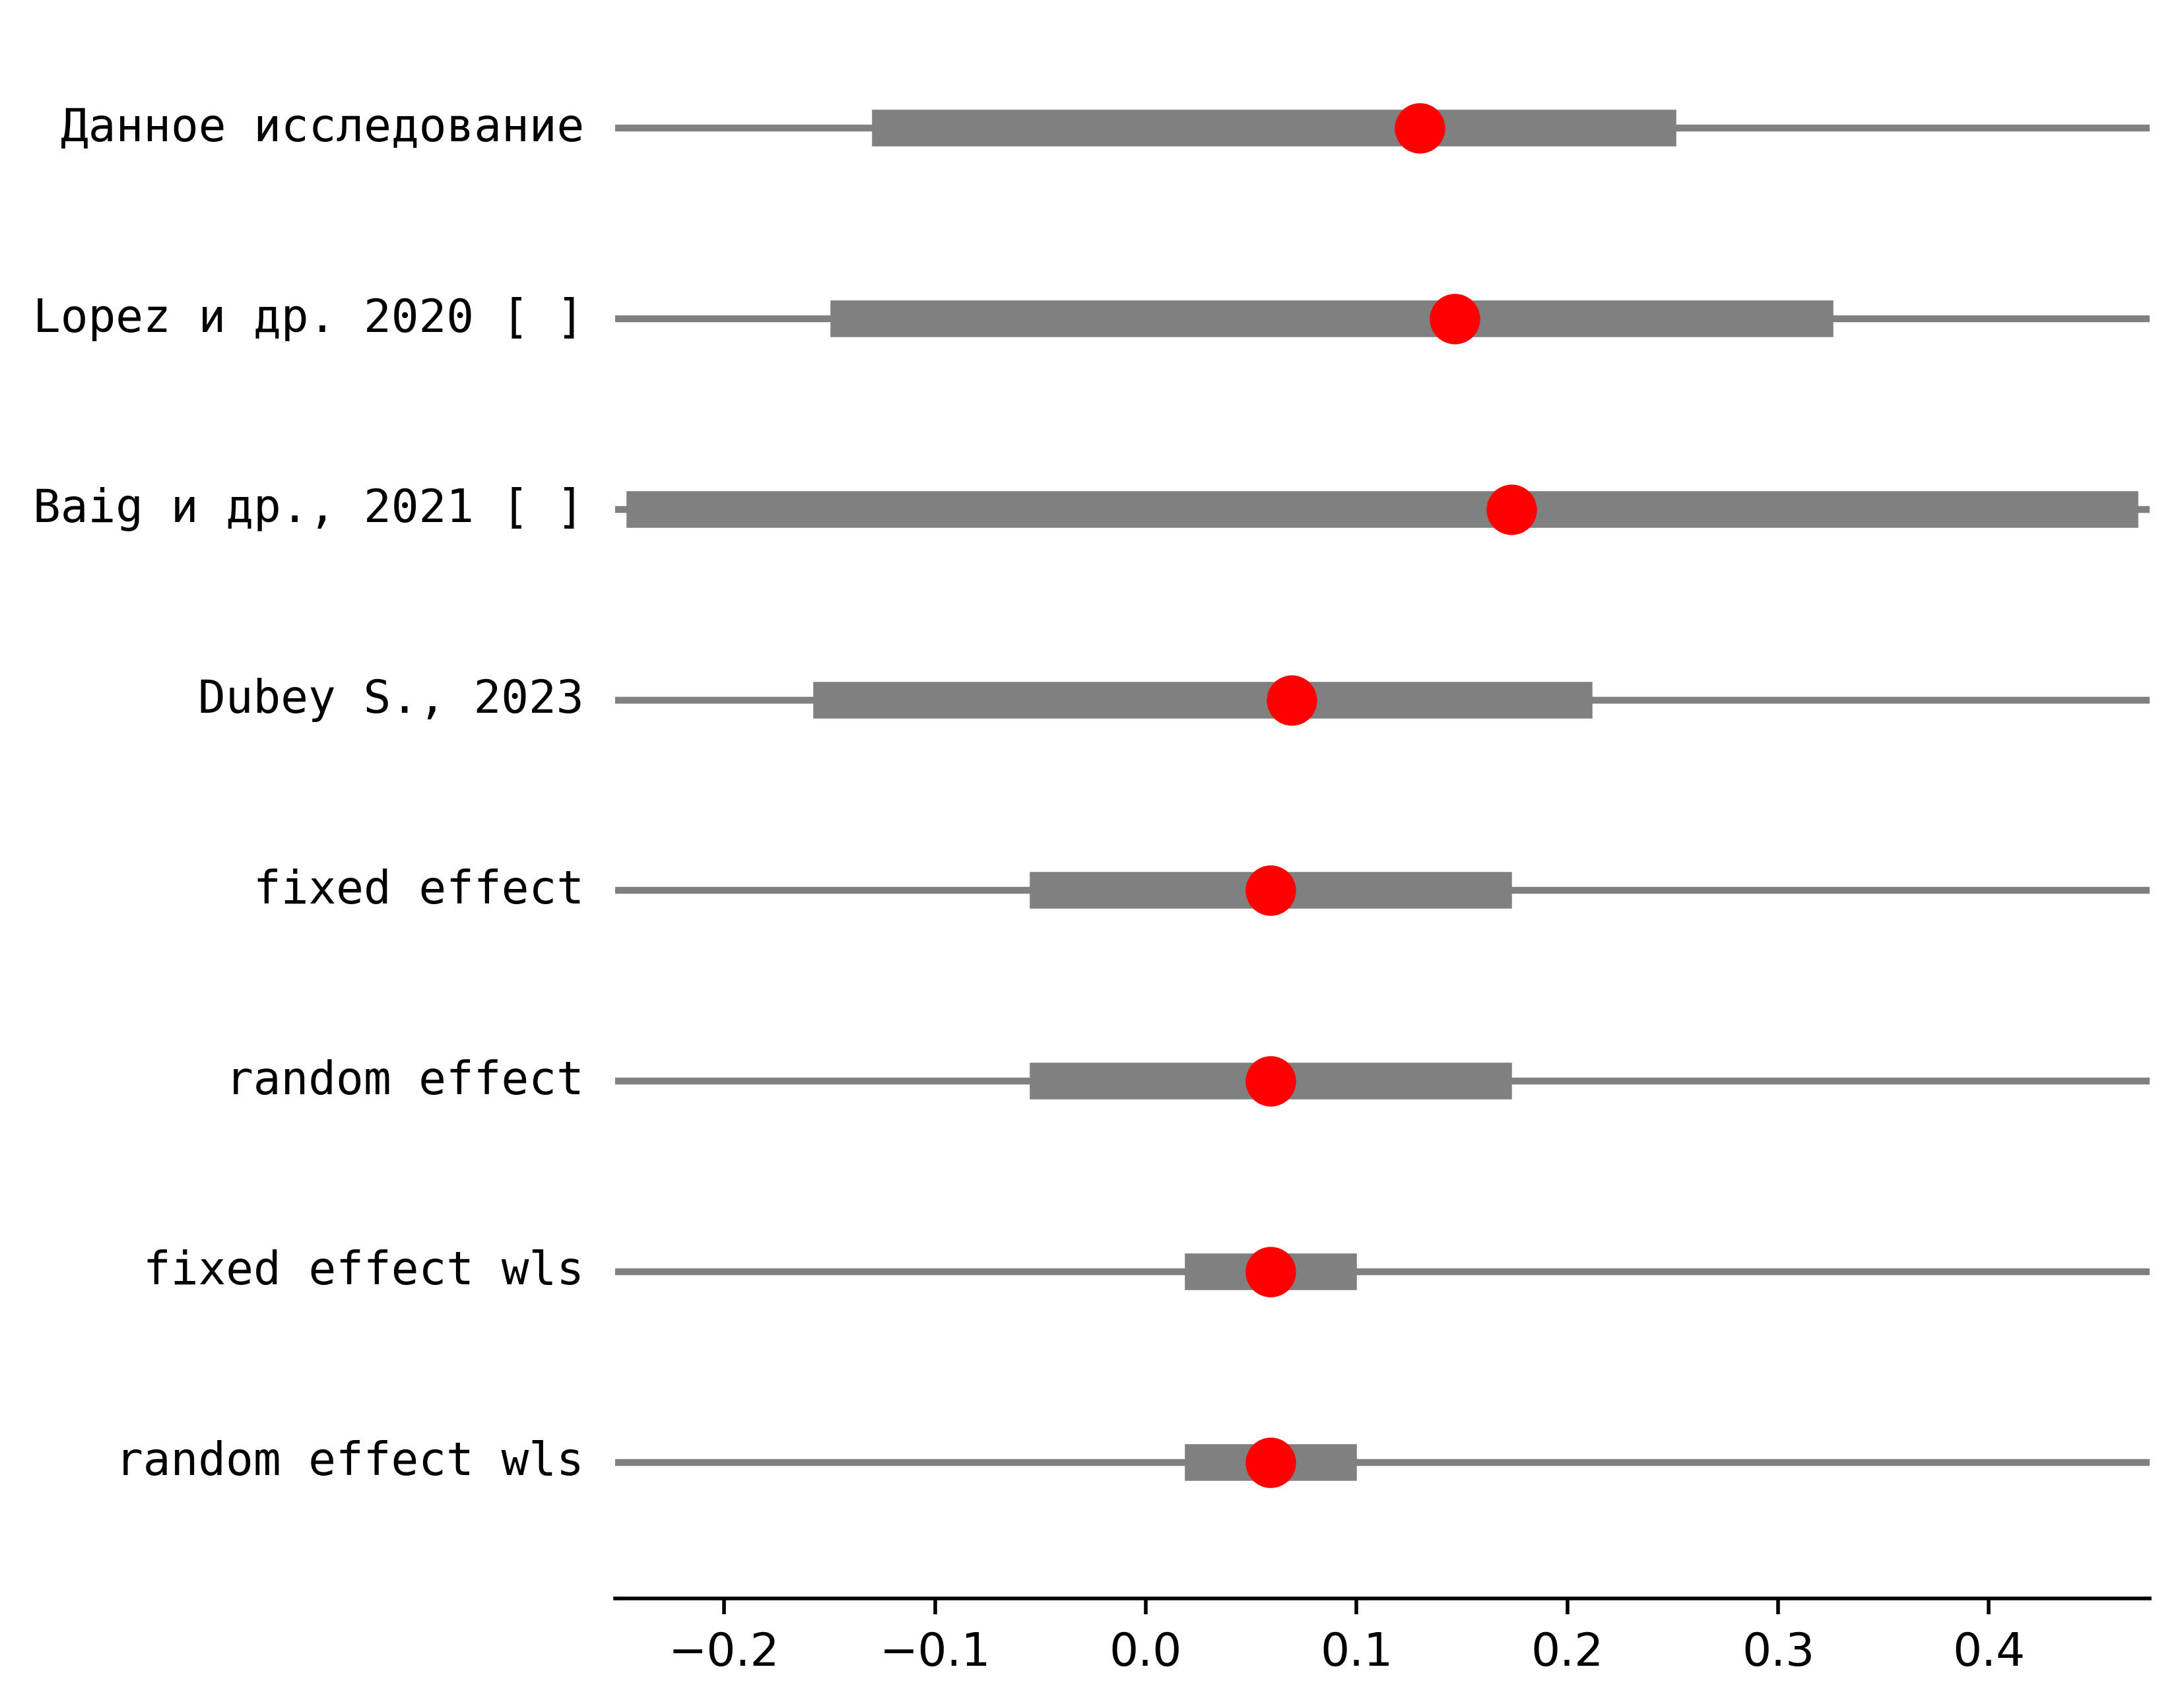 Данное исследование
Lopez и др. 2020 [ ]
Baig и др., 2021 [ ]
Dubey S., 2023
fixed effect
random effect
fixed effect wls
random effect wls
−0.2 −0.1 0.0 0.1 0.2 0.3 0.4